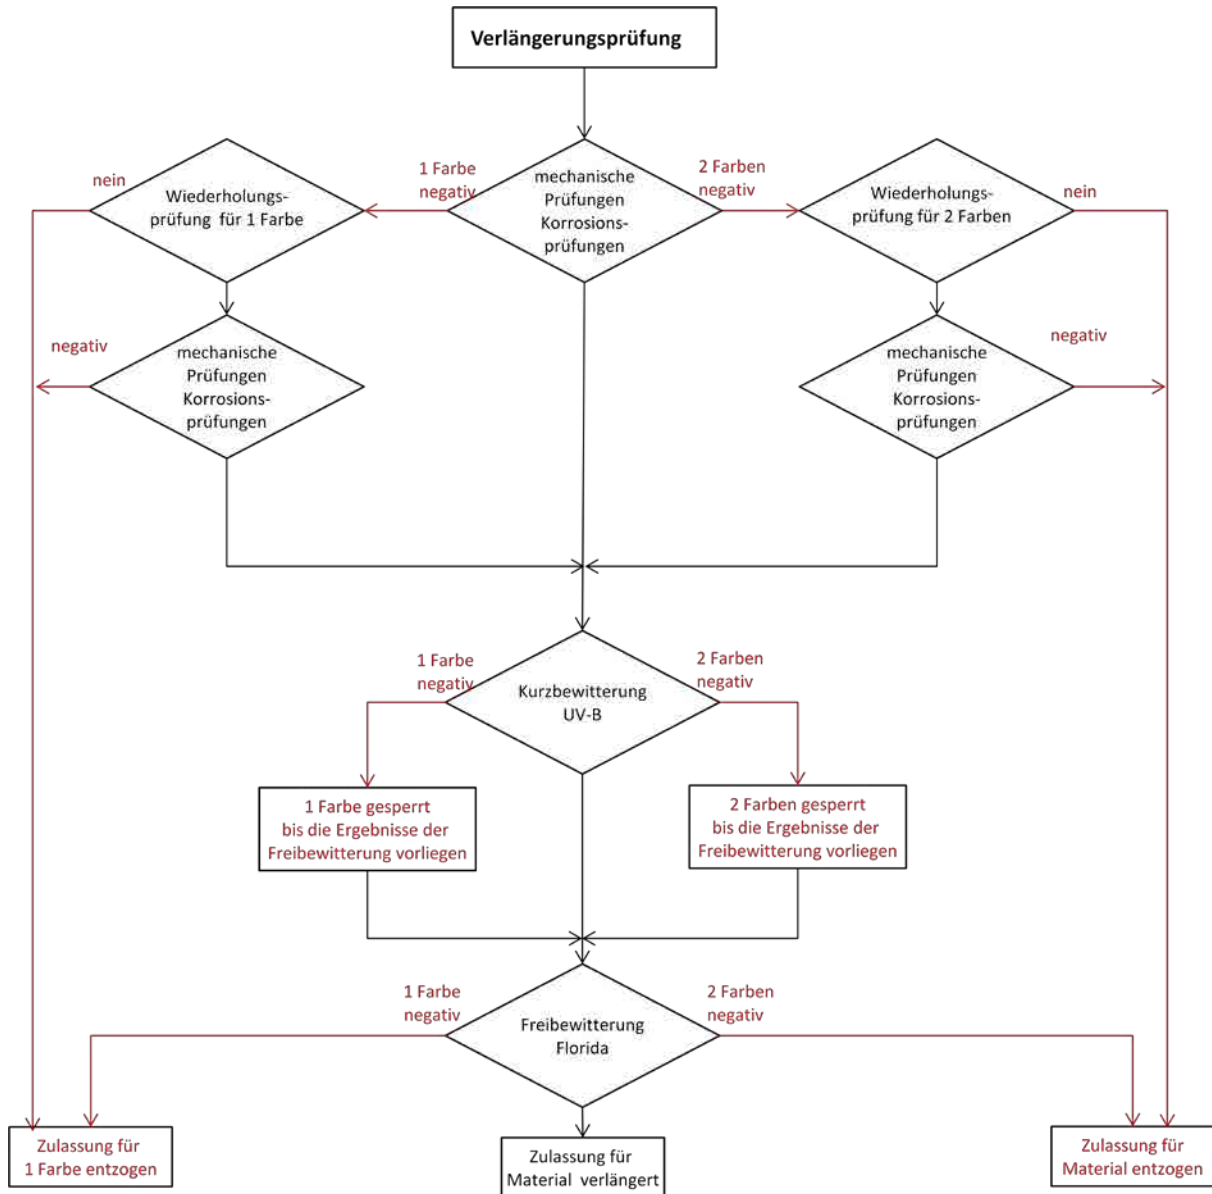 Verlängerungsprüfung
1 Farbe
negativ
2 Farben
negativ
nein
Wiederholungs-
prüfung für 1 Farbe
mechanische
Prüfungen
Korrosions-
prüfungen
Wiederholungs-
prüfung für 2 Farben
nein
negativ
mechanische
Prüfungen
Korrosions-
prüfungen
mechanische
Prüfungen
Korrosions-
prüfungen
negativ
1 Farbe
negativ
Kurzbewitterung
UV-B
2 Farben
negativ
1 Farbe gesperrt
bis die Ergebnisse der
Freibewitterung vorliegen
2 Farben gesperrt
bis die Ergebnisse der
Freibewitterung vorliegen
1 Farbe
negativ
Freibewitterung
Florida
2 Farben
negativ
Zulassung für
1 Farbe entzogen
Zulassung für
Material verlängert
Zulassung für
Material entzogen